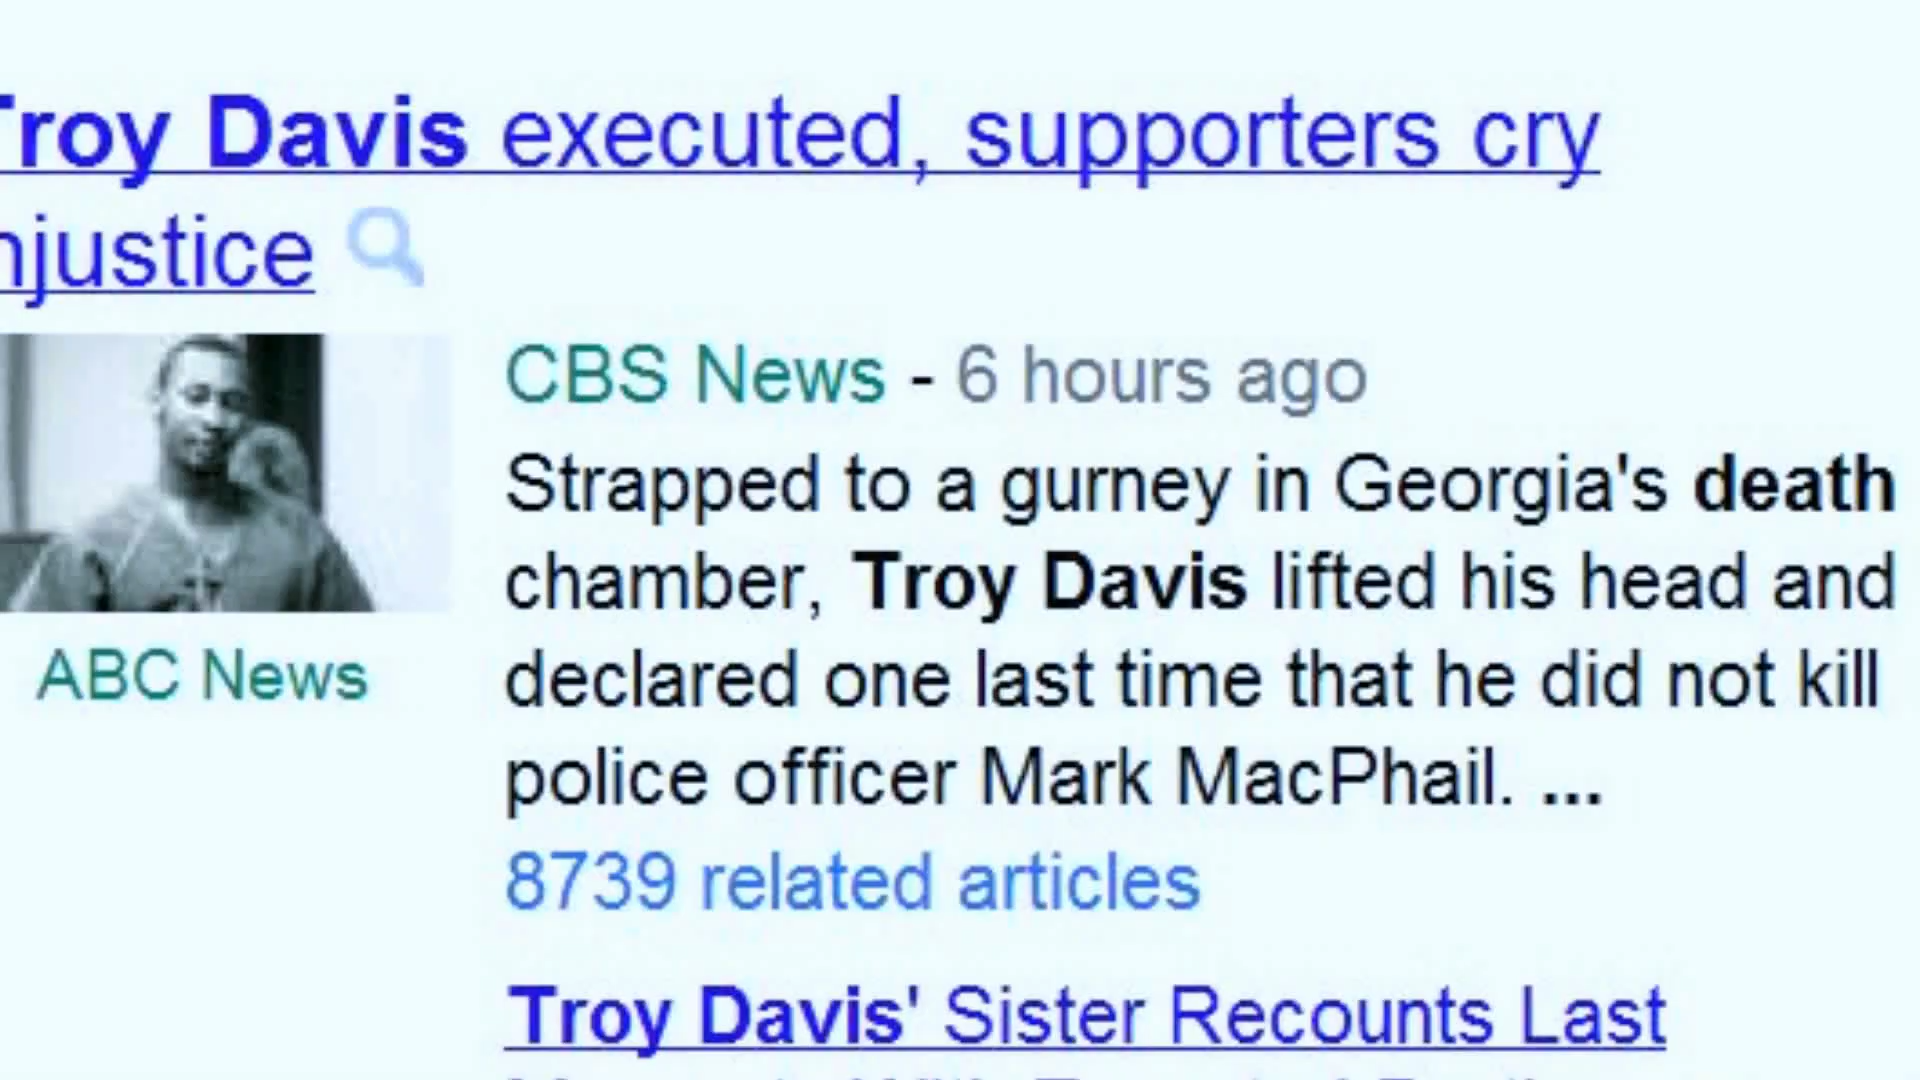 Troy Davis executed, supporters cry
njustice
CBS News - 6 hours ago
Strapped to a gurney in Georgia's death
chamber, Troy Davis lifted his head and
declared one last time that he did not kill
police officer Mark MacPhail. ...
ABC News
8739 related articles
Troy Davis' Sister Recounts Last